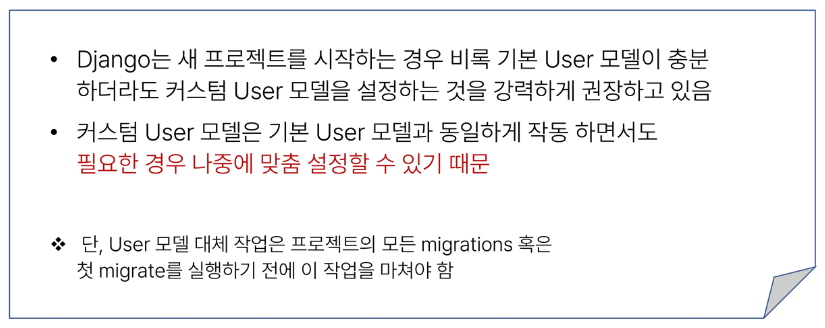 • Django는 새 프로젝트를 시작하는 경우 비록 기본 User 모델이 충분
하더라도 커스텀 User 모델을 설정하는 것을 강력하게 권장하고 있음
• 커스텀 User 모델은 기본 User 모델과 동일하게 작동 하면서도
필요한 경우 나중에 맞춤 설정할 수 있기 때문
❖ 단, User 모델 대체 작업은 프로젝트의 모든 migrations 혹은
첫 migrate를 실행하기 전에 이 작업을 마쳐야 함